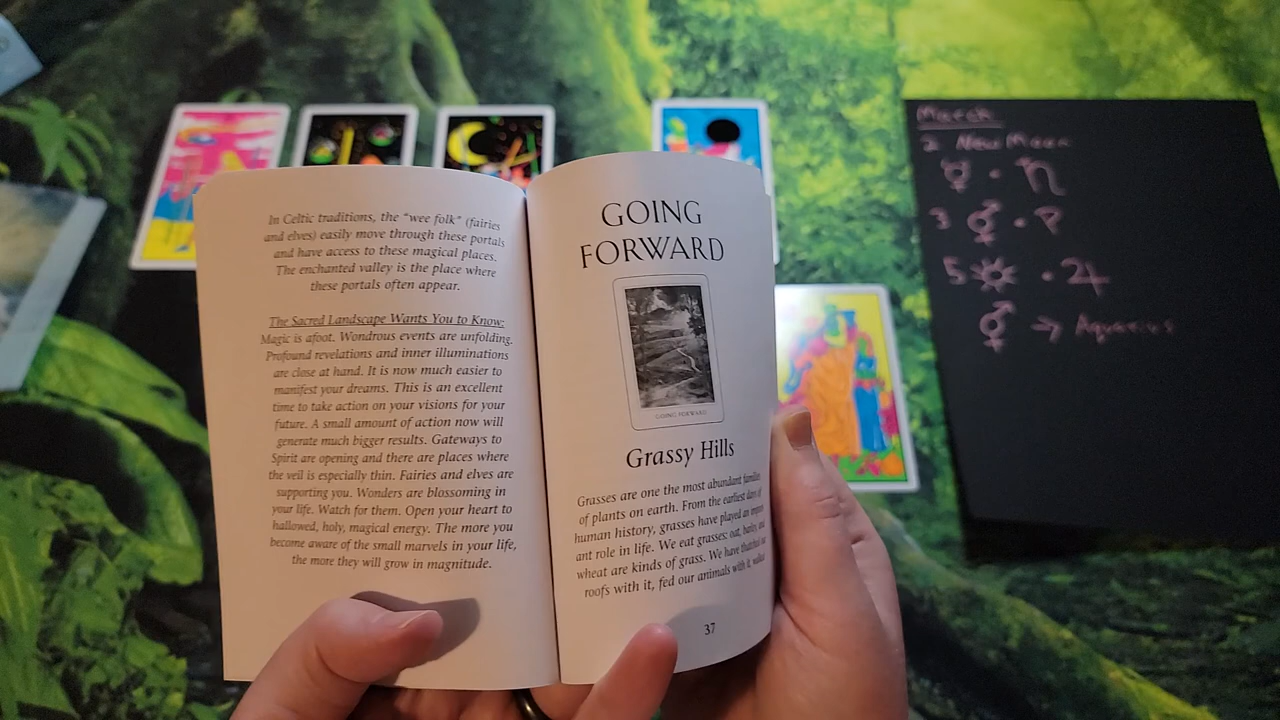 In Celtic traditions, the "wee folk" (fairies
and elves) easily move through these portals
and have access to these magical places.
The enchanted valley is the place where
these portals often appear.
The Sacred Landscape Wants You to Know:
Magic is afoot. Wondrous events are unfolding.
Profound revelations and inner illuminations
are close at hand. It is now much easier to
manifest your dreams. This is an excellent
time to take action on your visions for your
future. A small amount of action now will
generate much bigger results. Gateways to
Spirit are opening and there are places where
the veil is especially thin. Fairies and elves are
supporting you. Wonders are blossoming in
your life. Watch for them. Open your heart to
hallowed, holy, magical energy. The more you
become aware of the small marvels in your life,
the more they will grow in magnitude.
GOING
FORWARD
GOING FORWARD
Grassy Hills
Grasses are one the most abundant families
of plants on earth. From the earliest days of
human history, grasses have played an import
ant role in life. We eat grasses: oat, barley, and
wheat are kinds of grass. We have thatched our
roofs with it, fed our animals with it,
37
March
2 New Moon
☿ · ♄
3 ⚥ · P
5 ☀ · ♃
⚥ → Aquarius